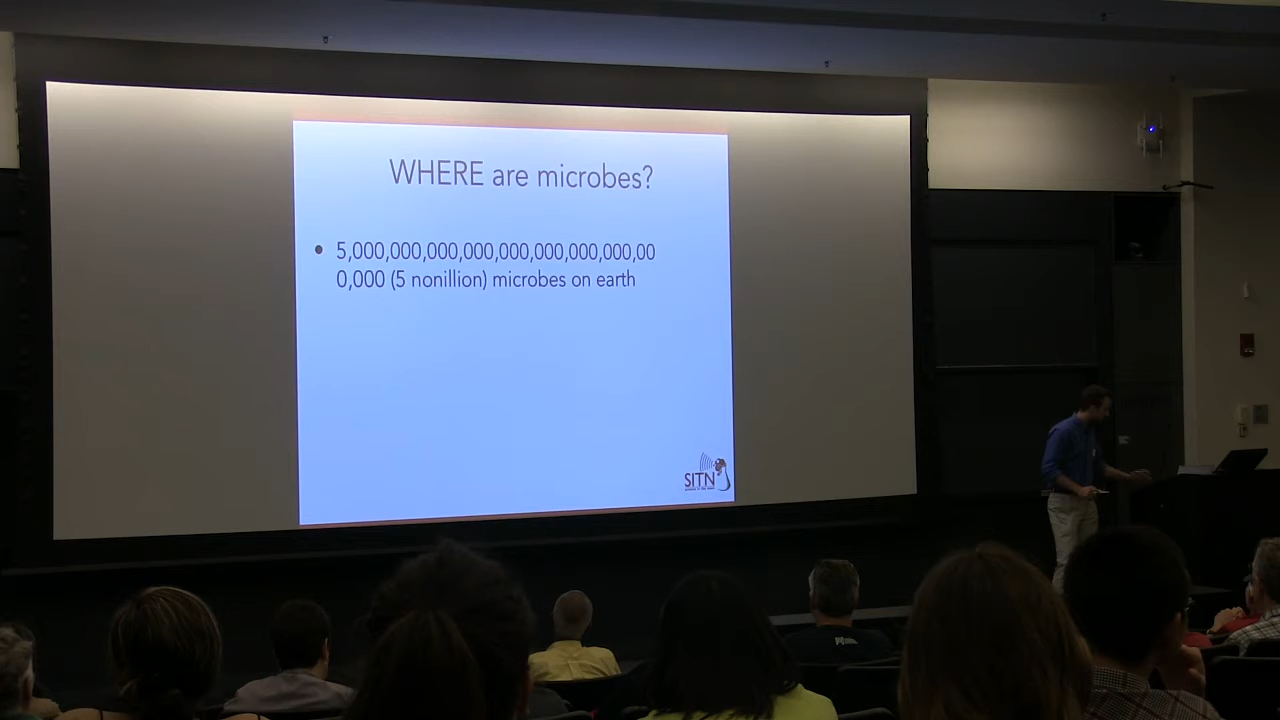 WHERE are microbes?
• 5,000,000,000,000,000,000,000,000,00
0,000 (5 nonillion) microbes on earth
SITN